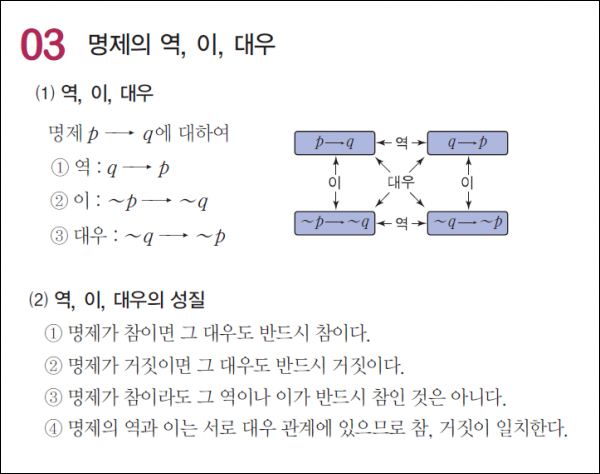 03 명제의 역, 이, 대우
(1) 역, 이, 대우
명제 p → q에 대하여
① 역 : q → p
② 이 : ~p → ~q
③ 대우 : ~q → ~p
p→q 역 q→p
이 대우 이
~p→~q 역 ~q→~p
(2) 역, 이, 대우의 성질
① 명제가 참이면 그 대우도 반드시 참이다.
② 명제가 거짓이면 그 대우도 반드시 거짓이다.
③ 명제가 참이라도 그 역이나 이가 반드시 참인 것은 아니다.
④ 명제의 역과 이는 서로 대우 관계에 있으므로 참, 거짓이 일치한다.